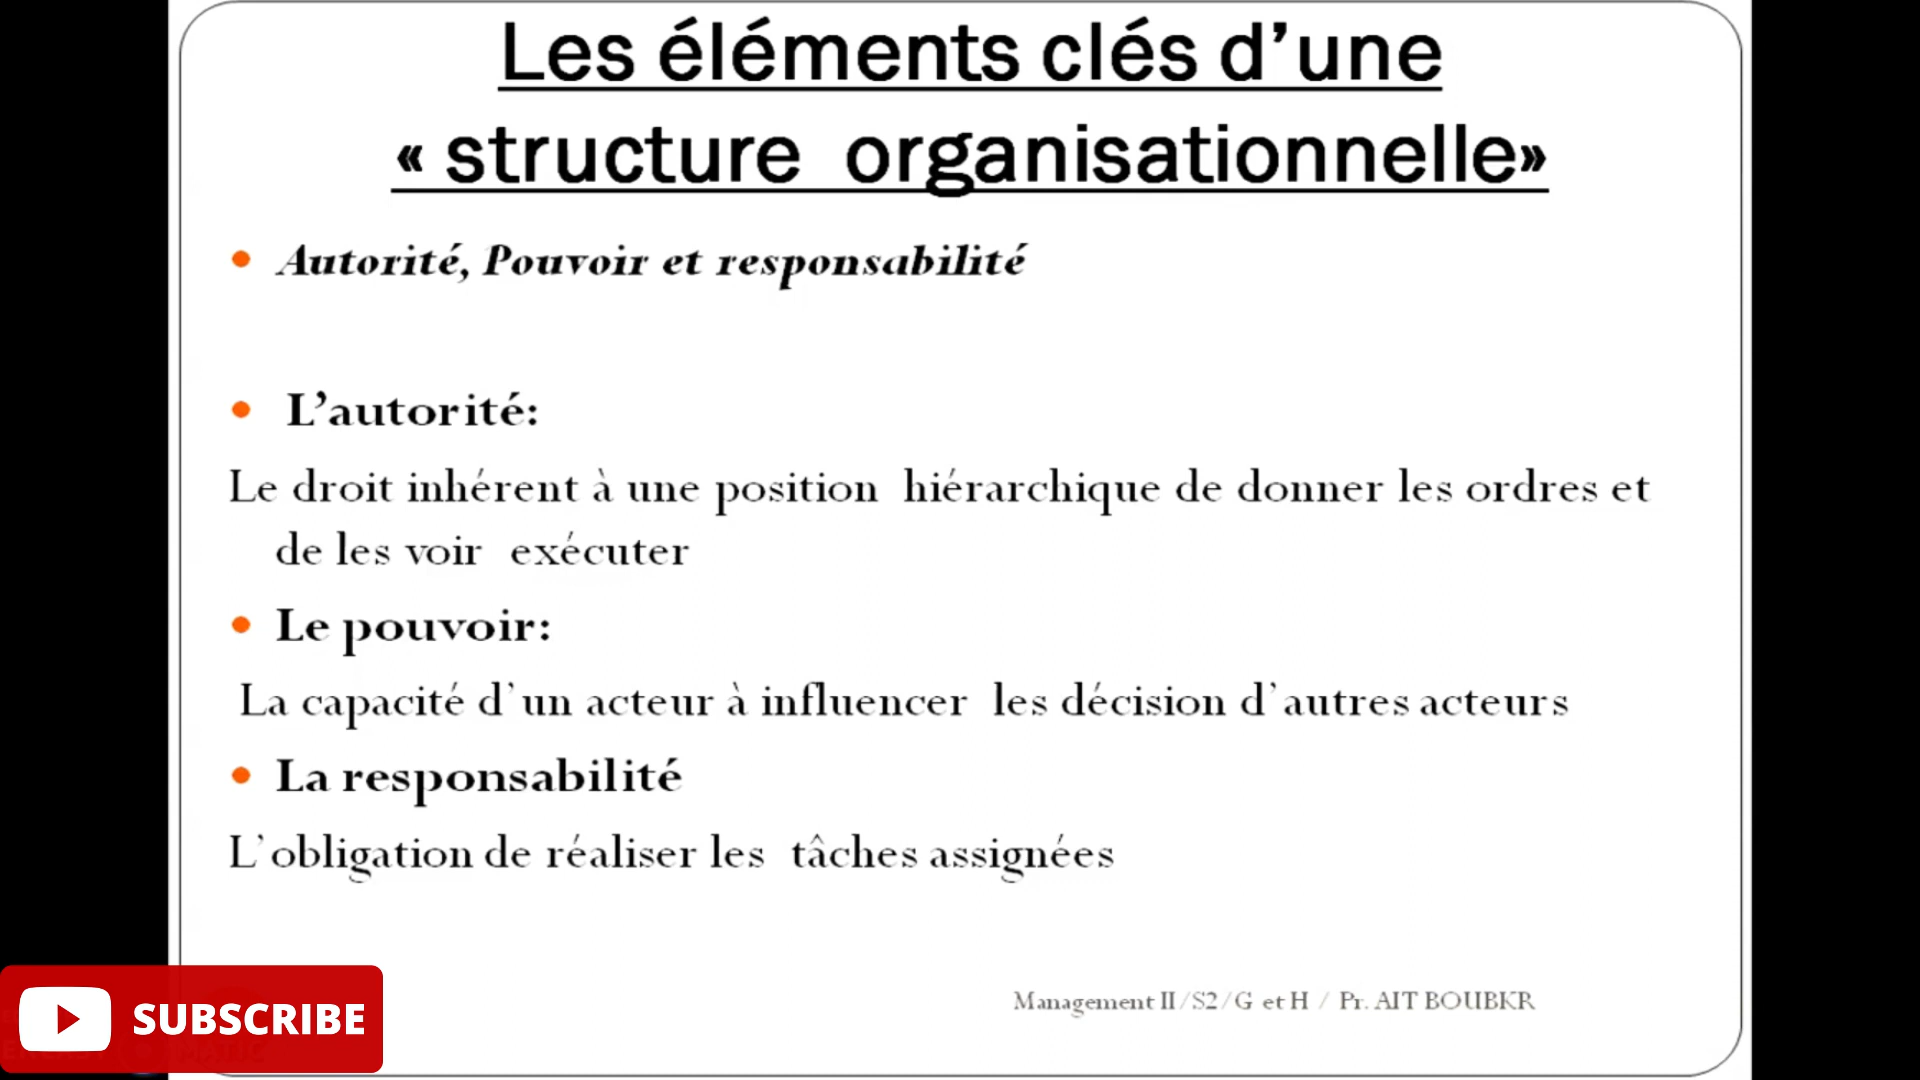 Les éléments clés d’une
« structure organisationnelle»
Autorité, Pouvoir et responsabilité
L’autorité:
Le droit inhérent à une position hiérarchique de donner les ordres et
de les voir exécuter
Le pouvoir:
La capacité d’un acteur à influencer les décision d’autres acteurs
La responsabilité
L’obligation de réaliser les tâches assignées
Management II/S2/G et H / Pr. AIT BOUBKR
SUBSCRIBE